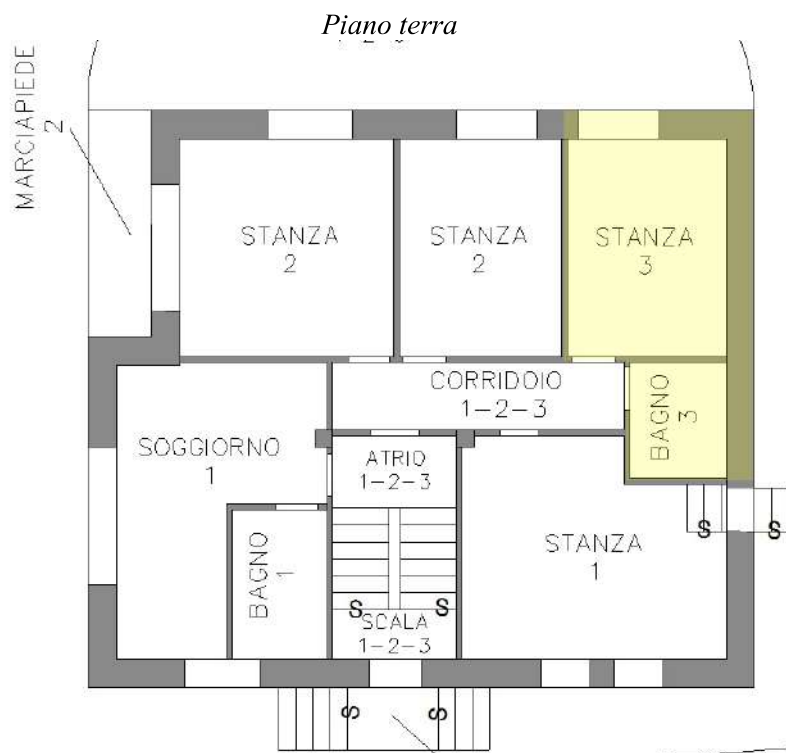 Piano terra
MARCIAPIEDE
2
STANZA
2
STANZA
2
STANZA
3
CORRIDOIO
1-2-3
BAGNO
3
SOGGIORNO
1
ATRIO
1-2-3
STANZA
1
BAGNO
1
S
S
S
S
SCALA
1-2-3
S
S